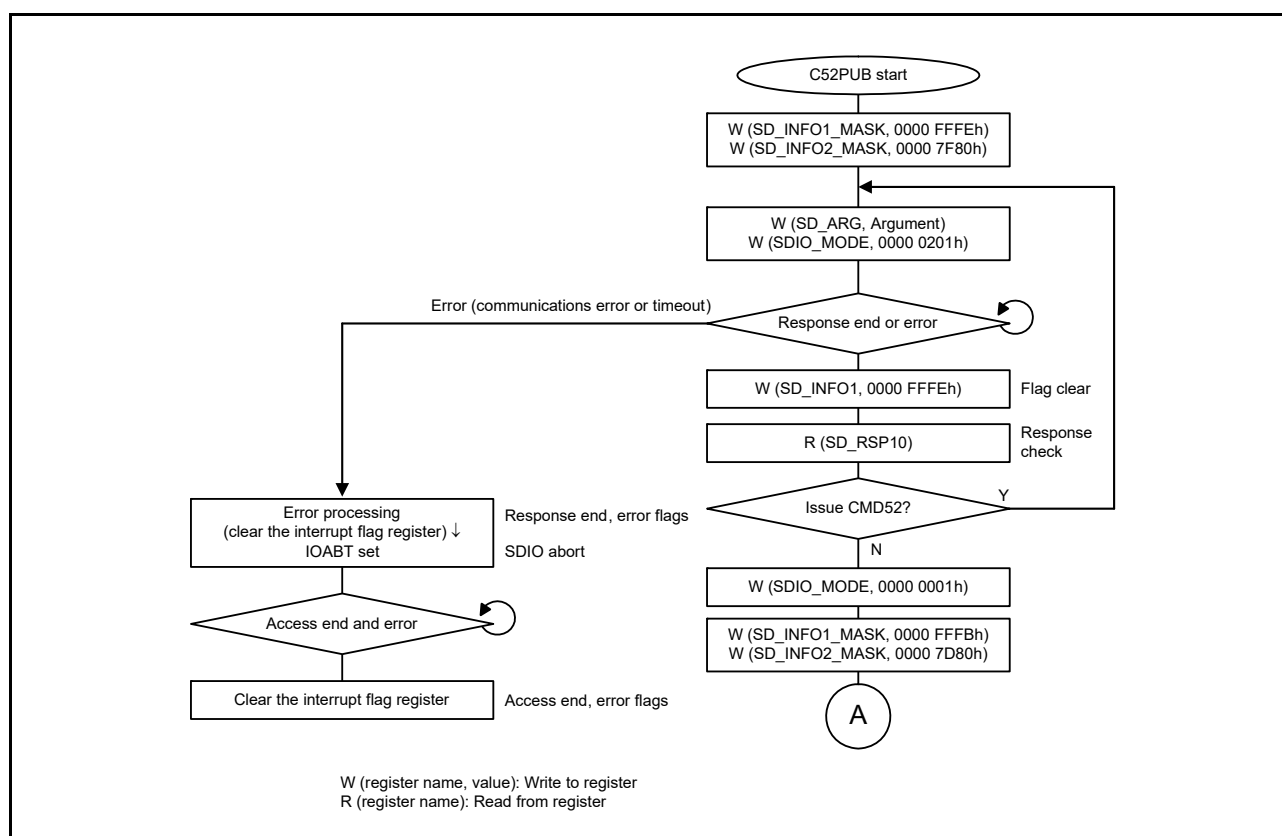 C52PUB start
W (SD_INFO1_MASK, 0000 FFFEh)
W (SD_INFO2_MASK, 0000 7F80h)
W (SD_ARG, Argument)
W (SDIO_MODE, 0000 0201h)
Error (communications error or timeout)
Response end or error
W (SD_INFO1, 0000 FFFEh)
Flag clear
R (SD_RSP10)
Response
check
Issue CMD52?
Y
N
W (SDIO_MODE, 0000 0001h)
W (SD_INFO1_MASK, 0000 FFFBh)
W (SD_INFO2_MASK, 0000 7D80h)
A
Error processing
(clear the interrupt flag register) ↓
IOABT set
Response end, error flags
SDIO abort
Access end and error
Clear the interrupt flag register
Access end, error flags
W (register name, value): Write to register
R (register name): Read from register